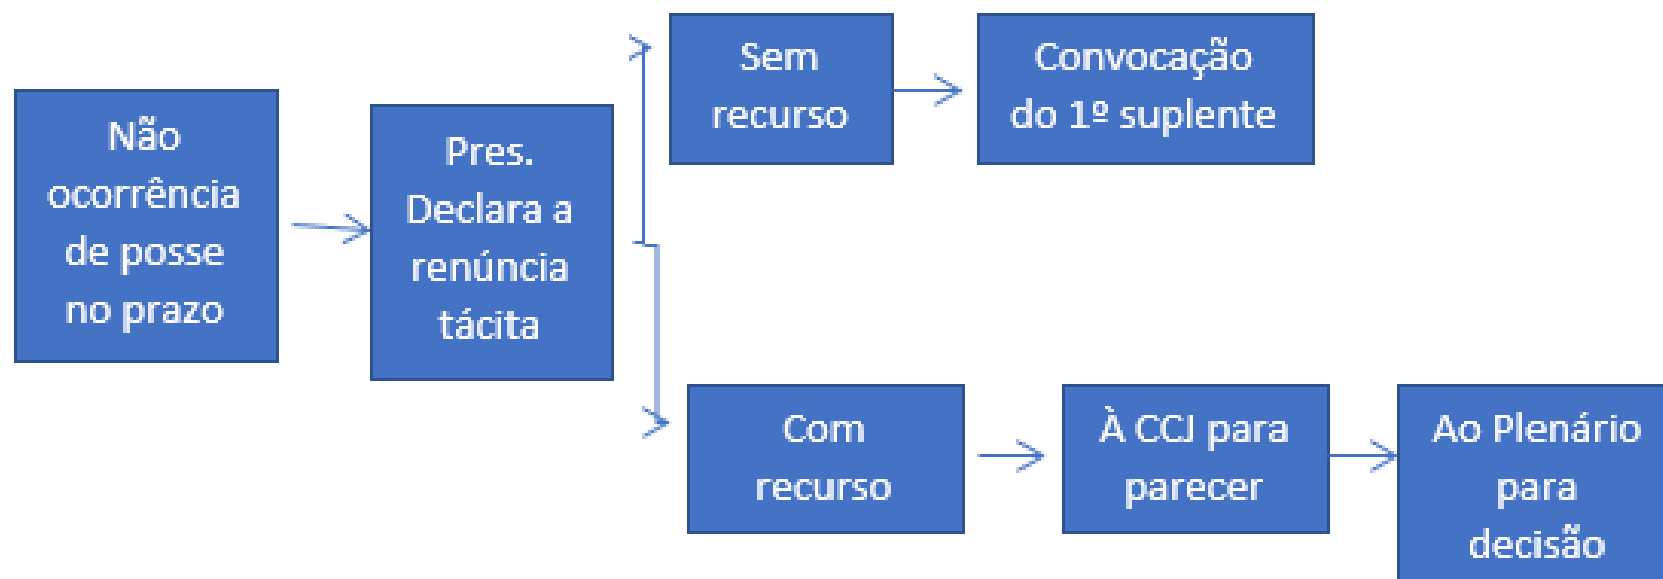 Não
ocorrência
de posse
no prazo
Pres.
Declara a
renúncia
tácita
Sem
recurso
Convocação
do 1º suplente
Com
recurso
À CCJ para
parecer
Ao Plenário
para
decisão